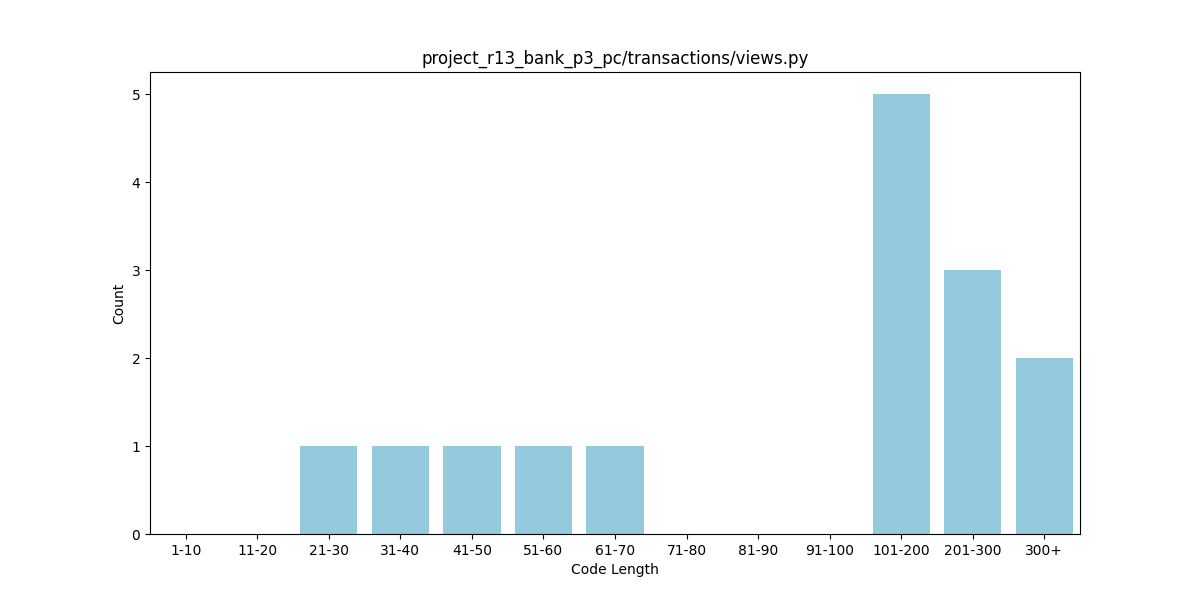 project_r13_bank_p3_pc/transactions/views.py
5
4
3
2
1
0
Count
1-10 11-20 21-30 31-40 41-50 51-60 61-70 71-80 81-90 91-100 101-200 201-300 300+
Code Length